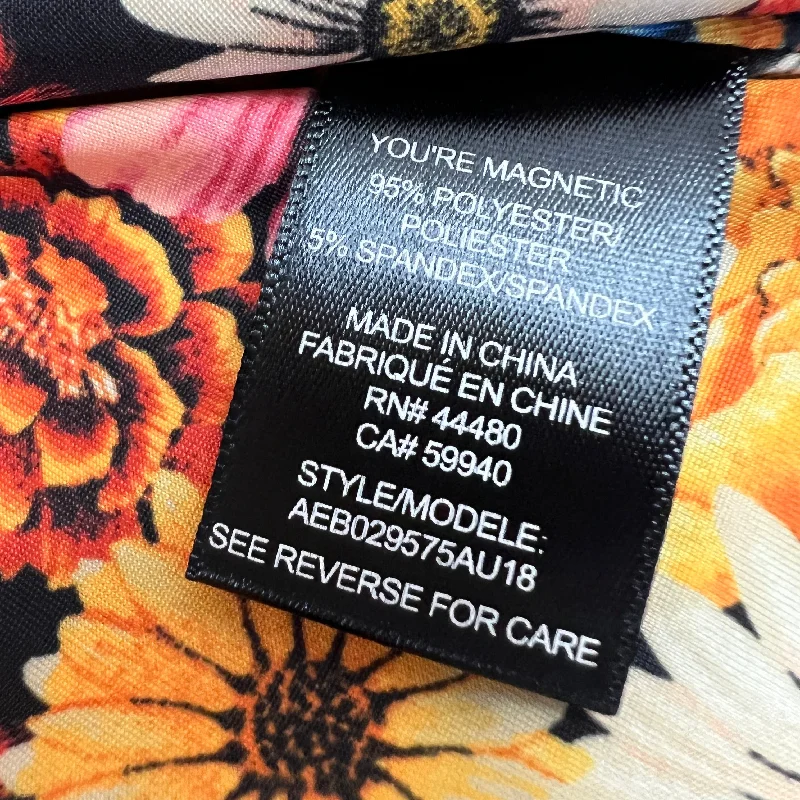 YOU'RE MAGNETIC
95% POLYESTER/
POLIESTER
5% SPANDEX/SPANDEX
MADE IN CHINA
FABRIQUÉ EN CHINE
RN# 44480
CA# 59940
STYLE/MODELE:
AEB029575AU18
SEE REVERSE FOR CARE